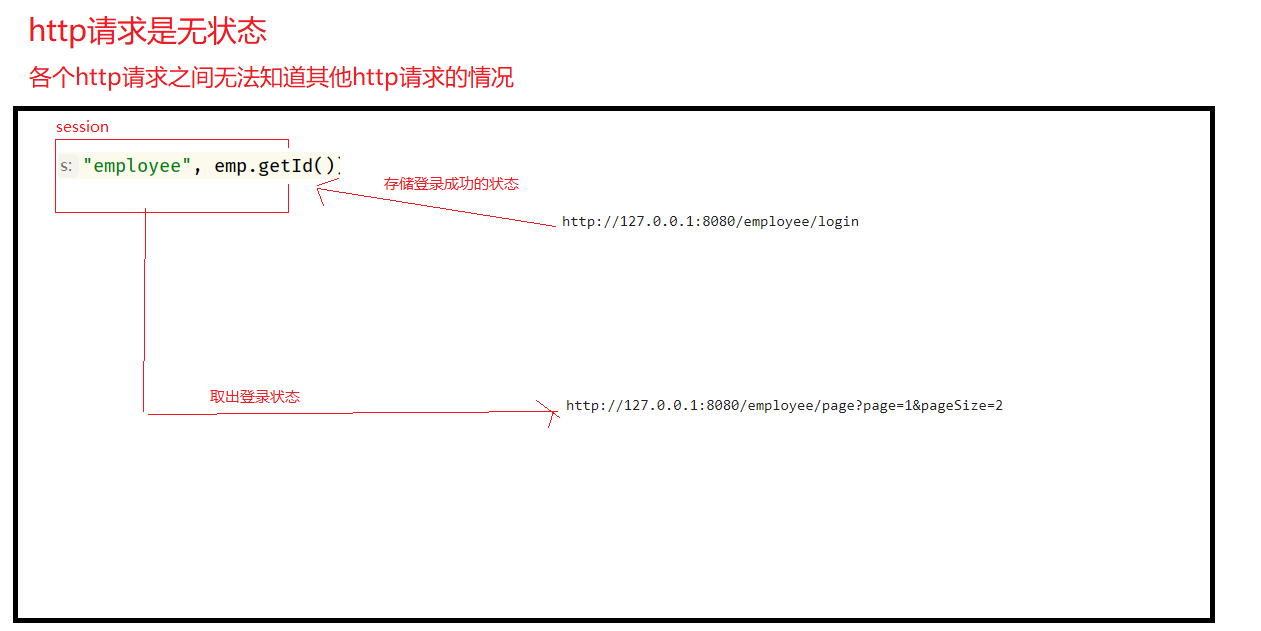 http请求是无状态
各个http请求之间无法知道其他http请求的情况
session
s: "employee", emp.getId())
存储登录成功的状态
http://127.0.0.1:8080/employee/login
取出登录状态
http://127.0.0.1:8080/employee/page?page=1&pageSize=2